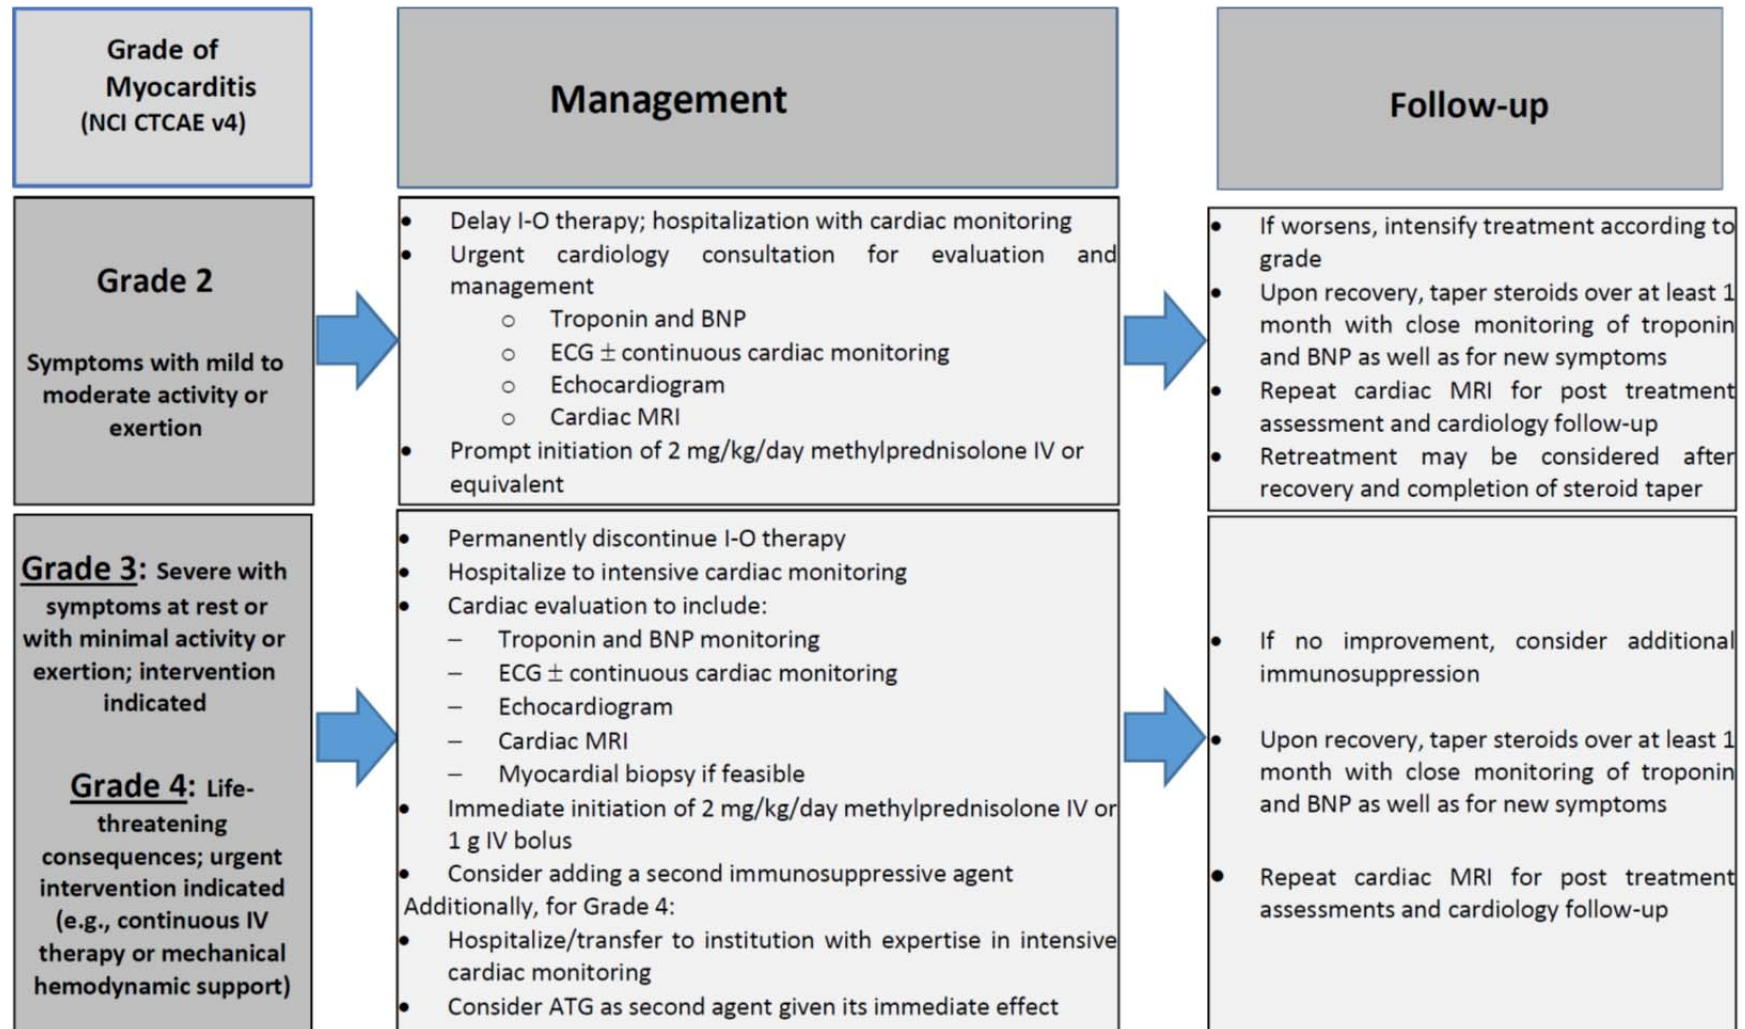 Grade of
Myocarditis
(NCI CTCAE v4)
Management
Follow-up
Grade 2
Symptoms with mild to
moderate activity or
exertion
• Delay I-O therapy; hospitalization with cardiac monitoring
• Urgent cardiology consultation for evaluation and
management
o Troponin and BNP
o ECG ± continuous cardiac monitoring
o Echocardiogram
o Cardiac MRI
• Prompt initiation of 2 mg/kg/day methylprednisolone IV or
equivalent
• If worsens, intensify treatment according to
grade
• Upon recovery, taper steroids over at least 1
month with close monitoring of troponin
and BNP as well as for new symptoms
• Repeat cardiac MRI for post treatment
assessment and cardiology follow-up
• Retreatment may be considered after
recovery and completion of steroid taper
Grade 3: Severe with
symptoms at rest or
with minimal activity or
exertion; intervention
indicated
Grade 4: Life-
threatening
consequences; urgent
intervention indicated
(e.g., continuous IV
therapy or mechanical
hemodynamic support)
• Permanently discontinue I-O therapy
• Hospitalize to intensive cardiac monitoring
• Cardiac evaluation to include:
– Troponin and BNP monitoring
– ECG ± continuous cardiac monitoring
– Echocardiogram
– Cardiac MRI
– Myocardial biopsy if feasible
• Immediate initiation of 2 mg/kg/day methylprednisolone IV or
1 g IV bolus
• Consider adding a second immunosuppressive agent
Additionally, for Grade 4:
• Hospitalize/transfer to institution with expertise in intensive
cardiac monitoring
• Consider ATG as second agent given its immediate effect
• If no improvement, consider additional
immunosuppression
• Upon recovery, taper steroids over at least 1
month with close monitoring of troponin
and BNP as well as for new symptoms
• Repeat cardiac MRI for post treatment
assessments and cardiology follow-up